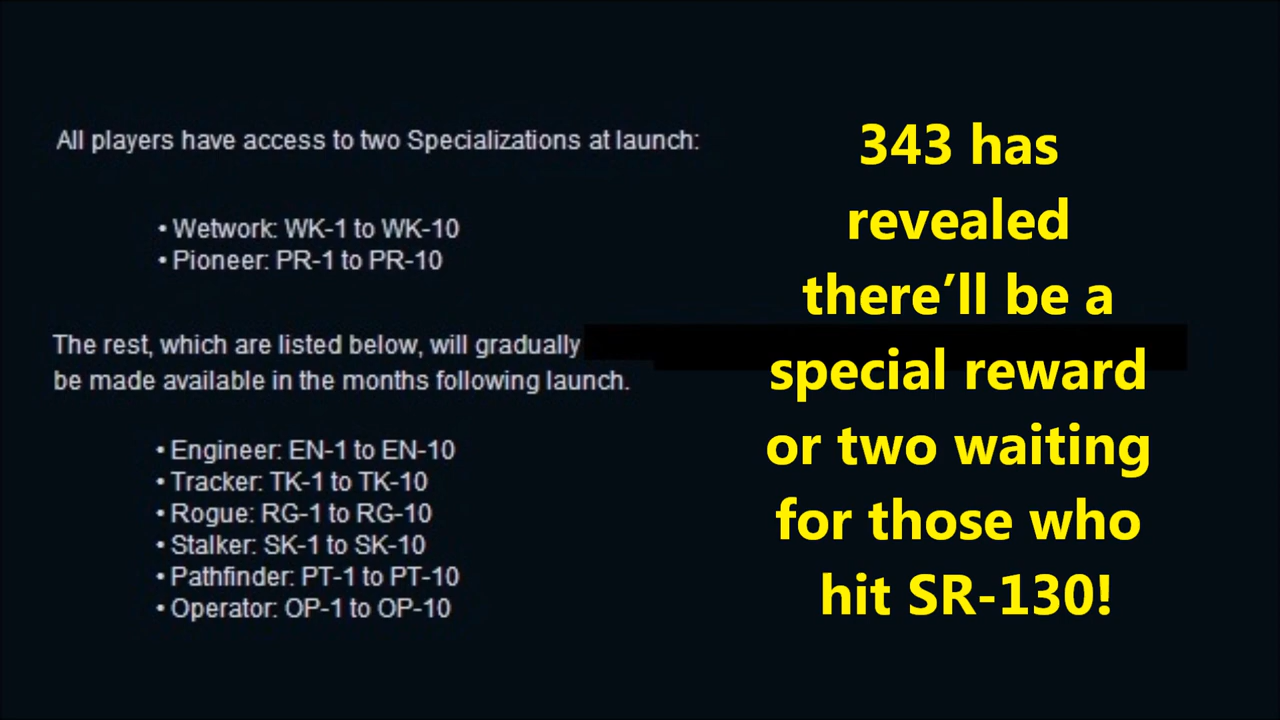 All players have access to two Specializations at launch:
• Wetwork: WK-1 to WK-10
• Pioneer: PR-1 to PR-10
The rest, which are listed below, will gradually
be made available in the months following launch.
• Engineer: EN-1 to EN-10
• Tracker: TK-1 to TK-10
• Rogue: RG-1 to RG-10
• Stalker: SK-1 to SK-10
• Pathfinder: PT-1 to PT-10
• Operator: OP-1 to OP-10
343 has
revealed
there’ll be a
special reward
or two waiting
for those who
hit SR-130!